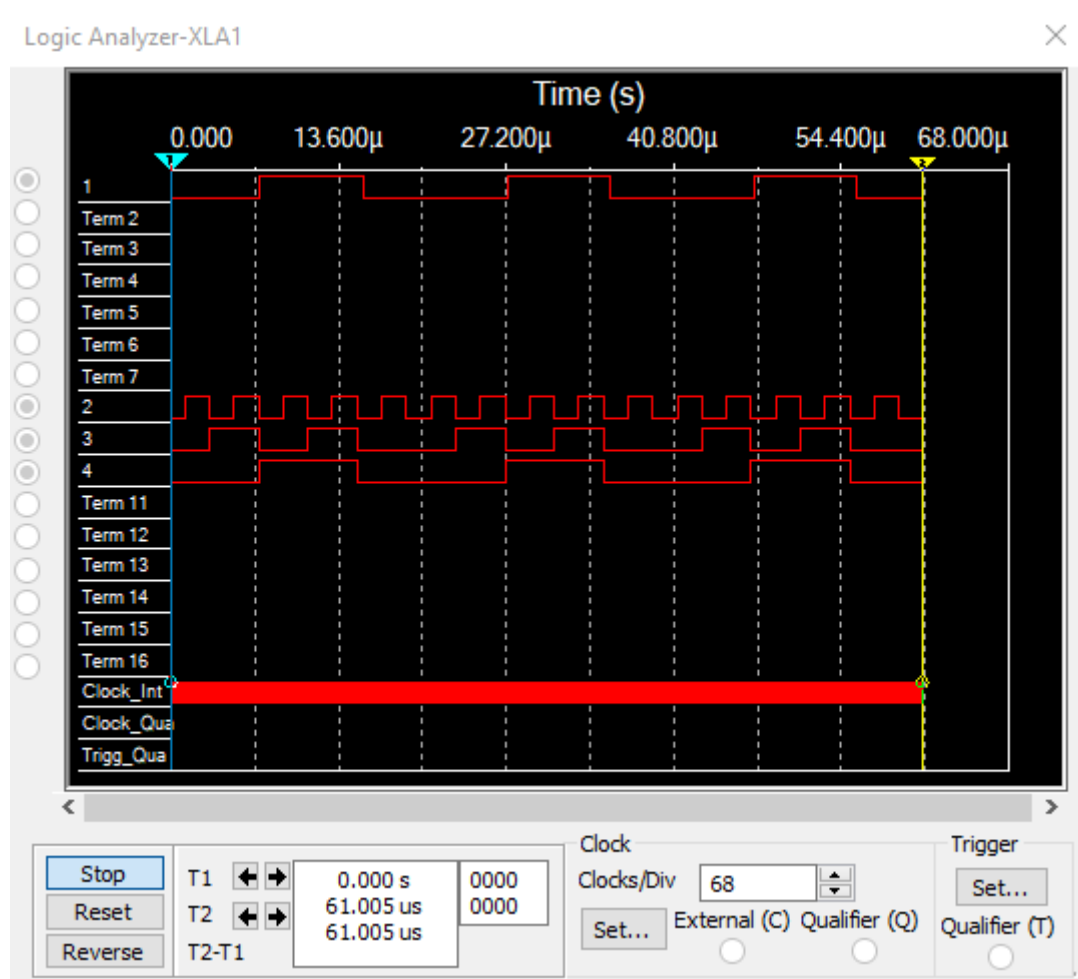 Logic Analyzer-XLA1
Time (s)
0.000 13.600µ 27.200µ 40.800µ 54.400µ 68.000µ
1
Term 2
Term 3
Term 4
Term 5
Term 6
Term 7
2
3
4
Term 11
Term 12
Term 13
Term 14
Term 15
Term 16
Clock_Int
Clock_Qua
Trigg_Qua
Stop
Reset
Reverse
T1 0.000 s 0000
T2 61.005 us 0000
T2-T1 61.005 us
Clock
Clocks/Div 68
Set... External (C) Qualifier (Q)
Trigger
Set...
Qualifier (T)